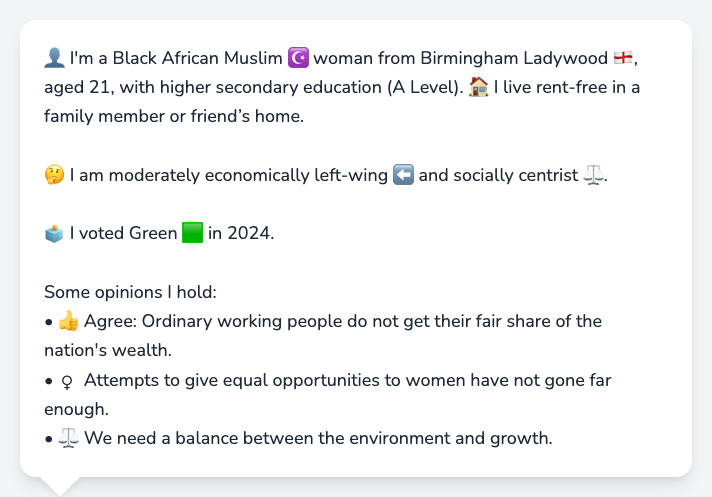 👤 I'm a Black African Muslim ☪️ woman from Birmingham Ladywood 🏴󠁧󠁢󠁥󠁮󠁧󠁿,
aged 21, with higher secondary education (A Level). 🏠 I live rent-free in a
family member or friend’s home.
🤔 I am moderately economically left-wing ⬅️ and socially centrist ⚖️.
🗳️ I voted Green 🟩 in 2024.
Some opinions I hold:
• 👍 Agree: Ordinary working people do not get their fair share of the
nation's wealth.
• ♀ Attempts to give equal opportunities to women have not gone far
enough.
• ⚖️ We need a balance between the environment and growth.